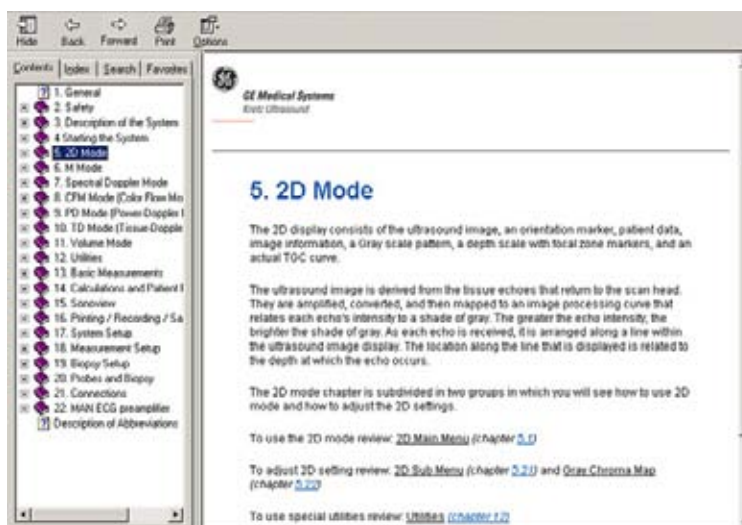 Hide Back Forward Print Options
Contents Index Search Favorites
1. General
2. Safety
3. Description of the System
4 Starting the System
5. 2D Mode
6. M Mode
7. Spectral Doppler Mode
8. CFM Mode (Color Flow Mo
9. PD Mode (Power-Doppler
10. TD Mode (Tissue-Dopple
11. Volume Mode
12. Utilities
13. Basic Measurements
14. Calculations and Patient
15. Sonoview
16. Printing / Recording / Sa
17. System Setup
18. Measurement Setup
19. Biopsy Setup
20. Probes and Biopsy
21. Connections
22. MAN ECG preamplifier
Description of Abbreviations
GE Medical Systems
Kretz Ultrasound
5. 2D Mode
The 2D display consists of the ultrasound image, an orientation marker, patient data,
image information, a Gray scale pattern, a depth scale with focal zone markers, and an
actual TGC curve.
The ultrasound image is derived from the tissue echoes that return to the scan head.
They are amplified, converted, and then mapped to an image processing curve that
relates each echo's intensity to a shade of gray. The greater the echo intensity, the
brighter the shade of gray. As each echo is received, it is arranged along a line within
the ultrasound image display. The location along the line that is displayed is related to
the depth at which the echo occurs.
The 2D mode chapter is subdivided in two groups in which you will see how to use 2D
mode and how to adjust the 2D settings.
To use the 2D mode review: 2D Main Menu (chapter 5.1)
To adjust 2D setting review: 2D Sub Menu (chapter 5.21) and Gray Chroma Map
(chapter 5.22)
To use special utilities review: Utilities (chapter 12)